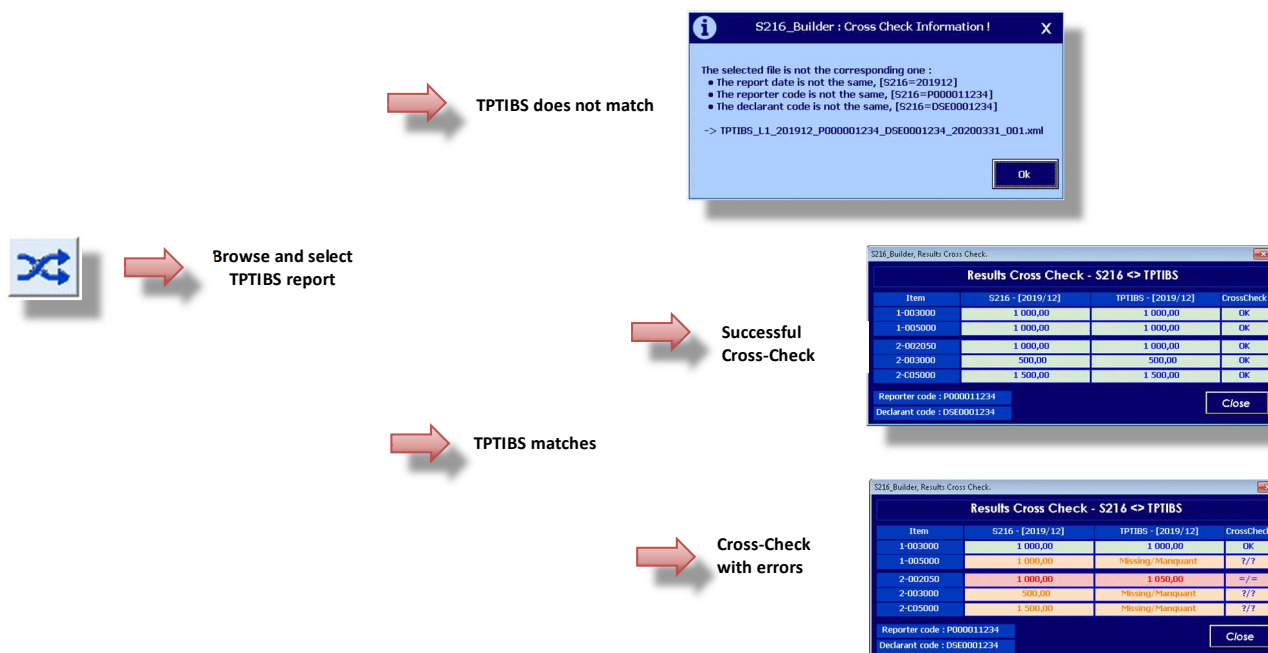 S216_Builder : Cross Check Information !
X
The selected file is not the corresponding one :
• The report date is not the same, [S216=201912]
• The reporter code is not the same, [S216=P000011234]
• The declarant code is not the same, [S216=DSE0001234]
-> TPTIBS_L1_201912_P000001234_DSE0001234_20200331_001.xml
Ok
TPTIBS does not match
Browse and select
TPTIBS report
S216_Builder, Results Cross Check.
Results Cross Check - S216 <> TPTIBS
Item S216 - [2019/12] TPTIBS - [2019/12] CrossCheck
1-003000 1 000,00 1 000,00 OK
1-005000 1 000,00 1 000,00 OK
2-002050 1 000,00 1 000,00 OK
2-003000 500,00 500,00 OK
2-C05000 1 500,00 1 500,00 OK
Reporter code : P000011234
Declarant code : DSE0001234
Close
Successful
Cross-Check
TPTIBS matches
S216_Builder, Results Cross Check.
Results Cross Check - S216 <> TPTIBS
Item S216 - [2019/12] TPTIBS - [2019/12] CrossCheck
1-003000 1 000,00 1 000,00 OK
1-005000 1 000,00 Missing/Manquant ?/?
2-002050 1 000,00 1 050,00 =/=
2-003000 500,00 Missing/Manquant ?/?
2-C05000 1 500,00 Missing/Manquant ?/?
Reporter code : P000011234
Declarant code : DSE0001234
Close
Cross-Check
with errors